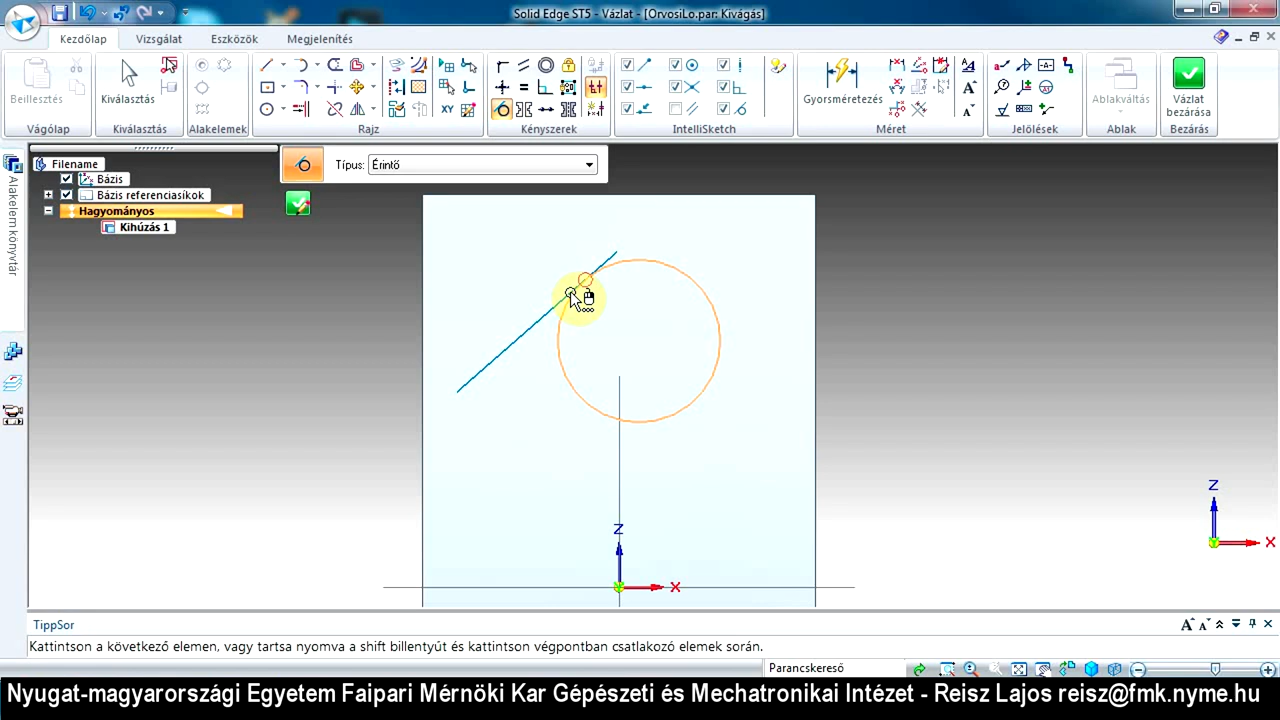 Solid Edge ST5 - Vázlat - [OrvosiLo.par: Kivágás]
Kezdőlap
Vizsgálat
Eszközök
Megjelenítés
Beillesztés
Kiválasztás
Gyorsméretezés
Ablakváltás
Vázlat
bezárása
Vágólap
Kiválasztás
Alakelemek
Rajz
Kényszerek
IntelliSketch
Méret
Jelölések
Ablak
Bezárás
Alakelem könyvtár
Filename
Bázis
Bázis referenciasíkok
Hagyományos
Kihúzás 1
Típus:
Érintő
Z
X
Z
X
TippSor
Kattintson a következő elemen, vagy tartsa nyomva a shift billentyűt és kattintson végpontban csatlakozó elemek során.
Parancskereső
Nyugat-magyarországi Egyetem Faipari Mérnöki Kar Gépészeti és Mechatronikai Intézet - Reisz Lajos reisz@fmk.nyme.hu